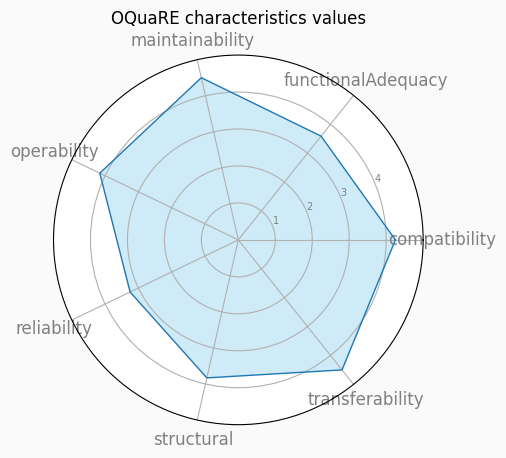 OQuaRE characteristics values
maintainability
functionalAdequacy
operability
4
3
2
1
compatibility
reliability
transferability
structural